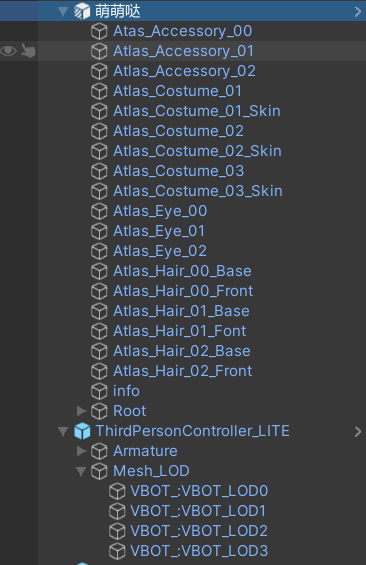 萌萌哒
Atas_Accessory_00
Atlas_Accessory_01
Atlas_Accessory_02
Atlas_Costume_01
Atlas_Costume_01_Skin
Atlas_Costume_02
Atlas_Costume_02_Skin
Atlas_Costume_03
Atlas_Costume_03_Skin
Atlas_Eye_00
Atlas_Eye_01
Atlas_Eye_02
Atlas_Hair_00_Base
Atlas_Hair_00_Front
Atlas_Hair_01_Base
Atlas_Hair_01_Font
Atlas_Hair_02_Base
Atlas_Hair_02_Front
info
Root
ThirdPersonController_LITE
Armature
Mesh_LOD
VBOT_:VBOT_LOD0
VBOT_:VBOT_LOD1
VBOT_:VBOT_LOD2
VBOT_:VBOT_LOD3